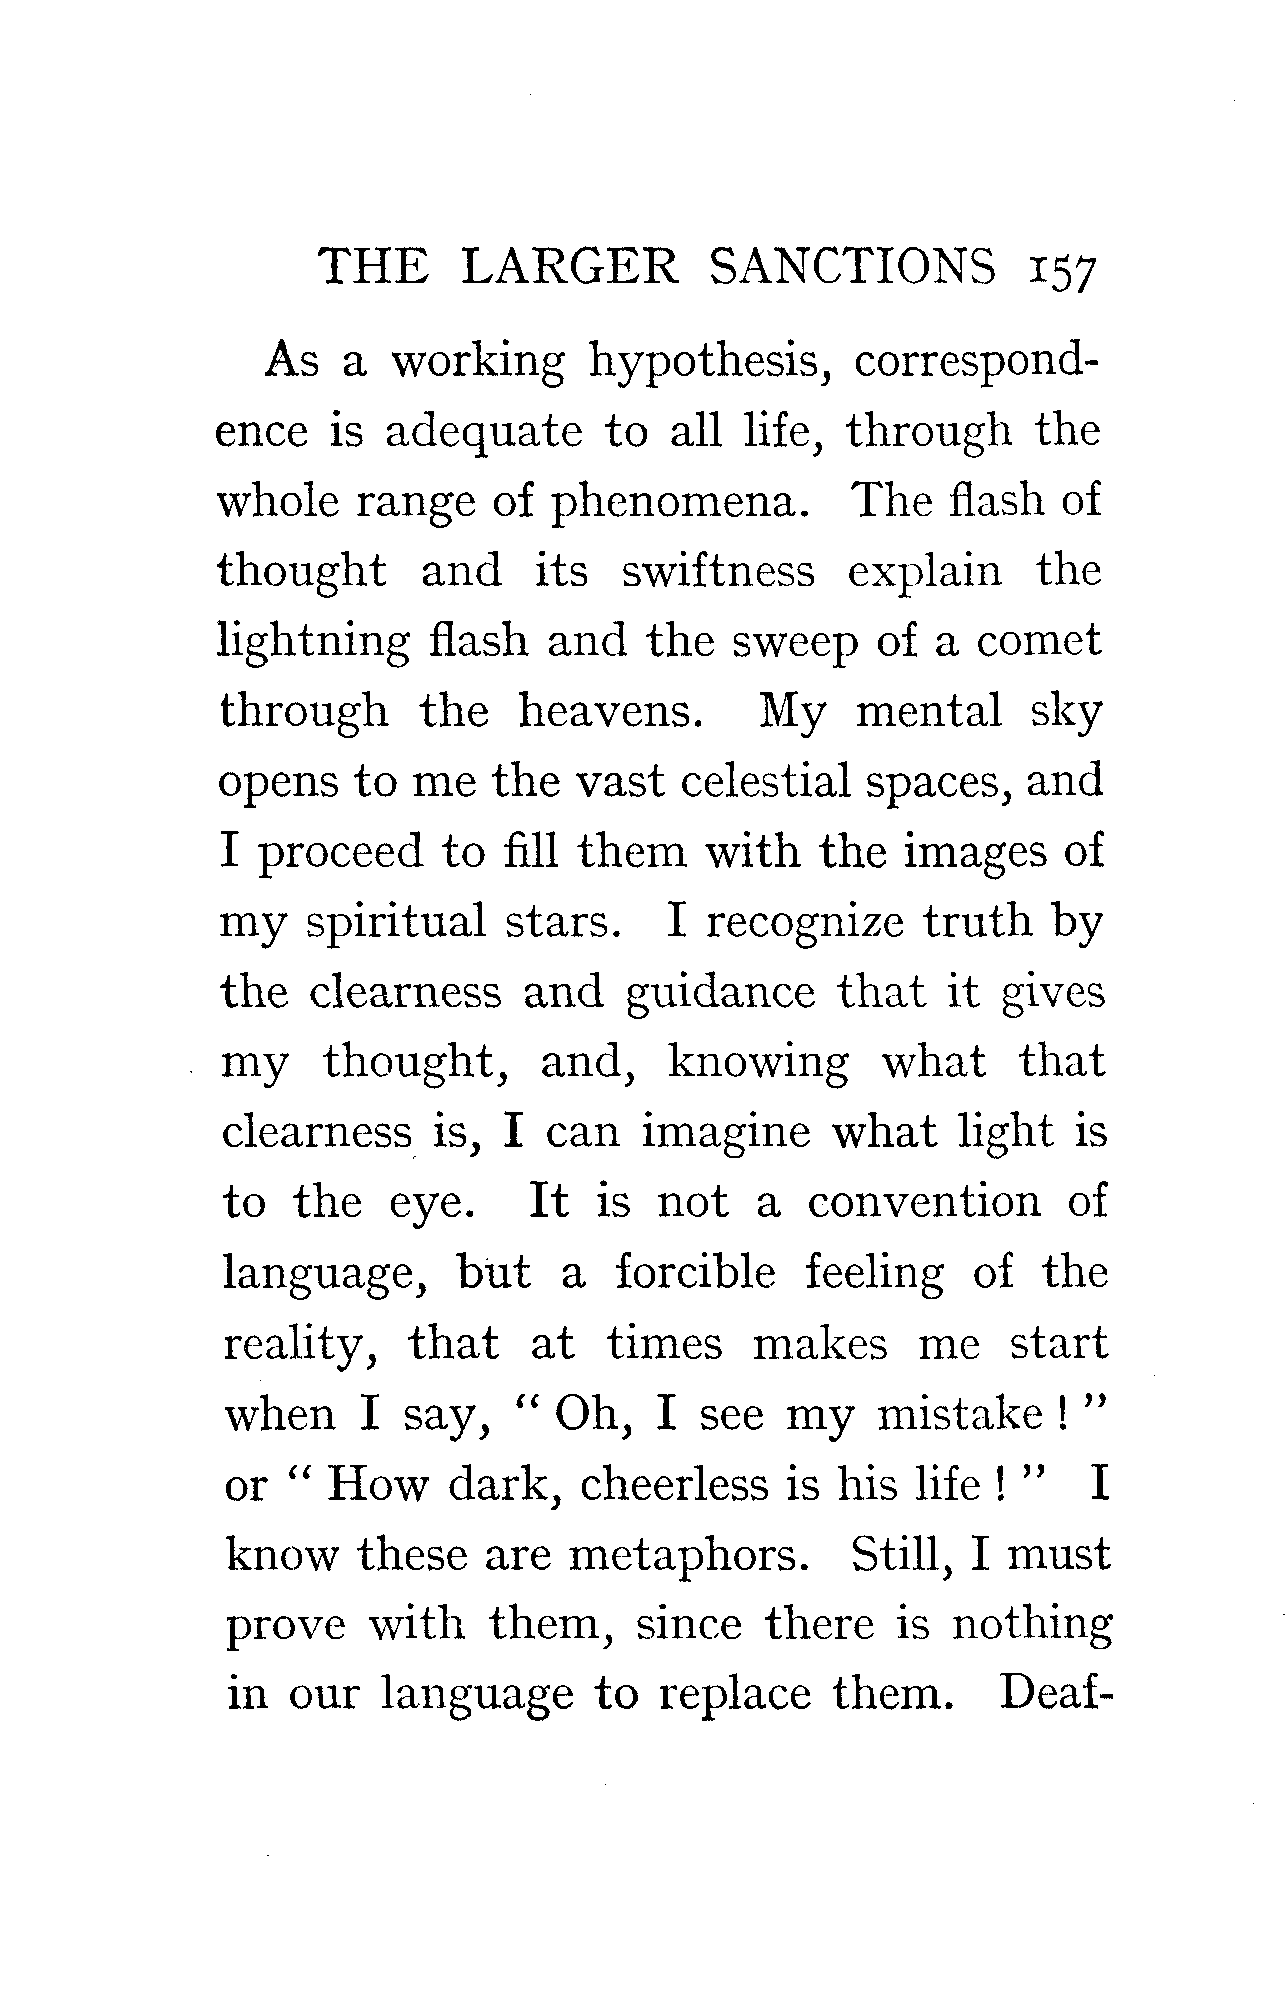 THE LARGER SANCTIONS 157
As a working hypothesis, correspond-
ence is adequate to all life, through the
whole range of phenomena. The flash of
thought and its swiftness explain the
lightning flash and the sweep of a comet
through the heavens. My mental sky
opens to me the vast celestial spaces, and
I proceed to fill them with the images of
my spiritual stars. I recognize truth by
the clearness and guidance that it gives
my thought, and, knowing what that
clearness is, I can imagine what light is
to the eye. It is not a convention of
language, but a forcible feeling of the
reality, that at times makes me start
when I say, “ Oh, I see my mistake ! ”
or “ How dark, cheerless is his life ! ” I
know these are metaphors. Still, I must
prove with them, since there is nothing
in our language to replace them. Deaf-